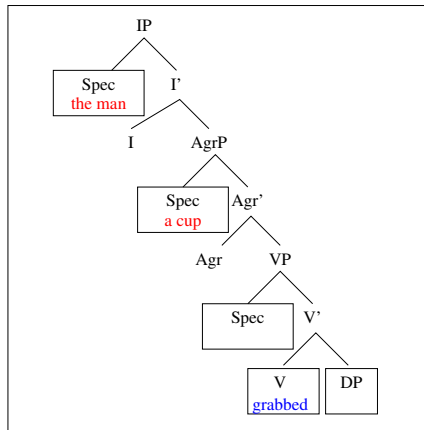 IP
Spec
the man
I’
I
AgrP
Spec
a cup
Agr’
Agr
VP
Spec
V’
V
grabbed
DP